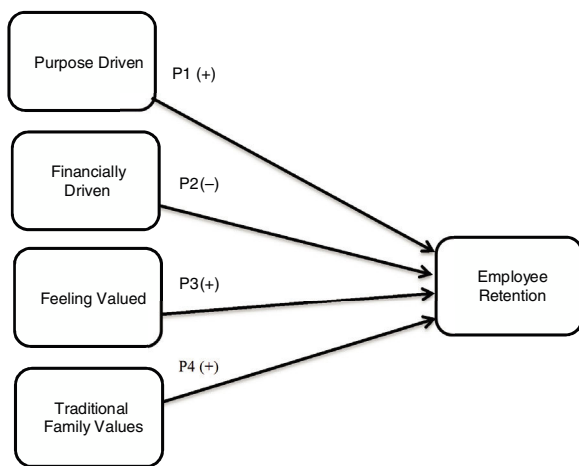 Purpose Driven
P1 (+)
Financially
Driven
P2(–)
Feeling Valued
P3(+)
Employee
Retention
P4 (+)
Traditional
Family Values